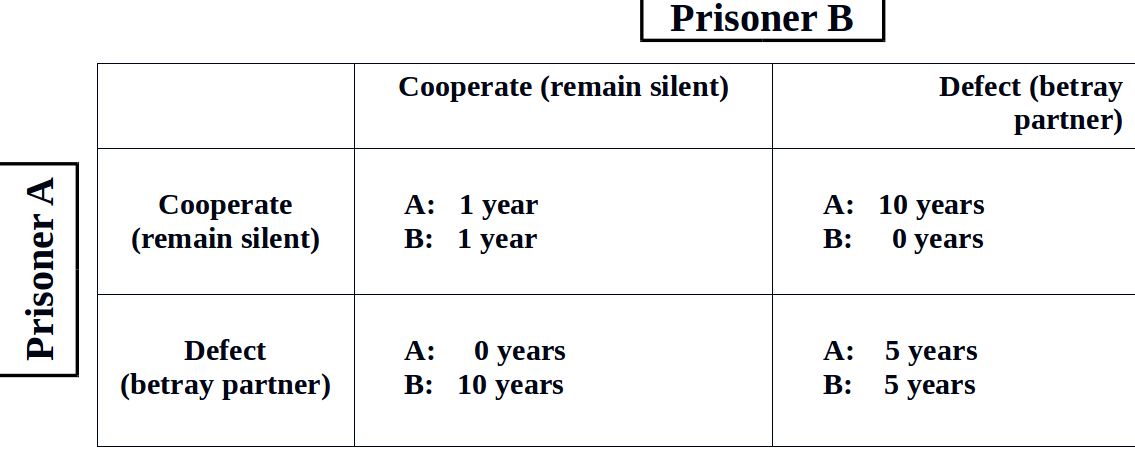 Prisoner B
Cooperate (remain silent)
Defect (betray
partner)
Prisoner A
Cooperate
(remain silent)
A: 1 year
B: 1 year
A: 10 years
B: 0 years
Defect
(betray partner)
A: 0 years
B: 10 years
A: 5 years
B: 5 years